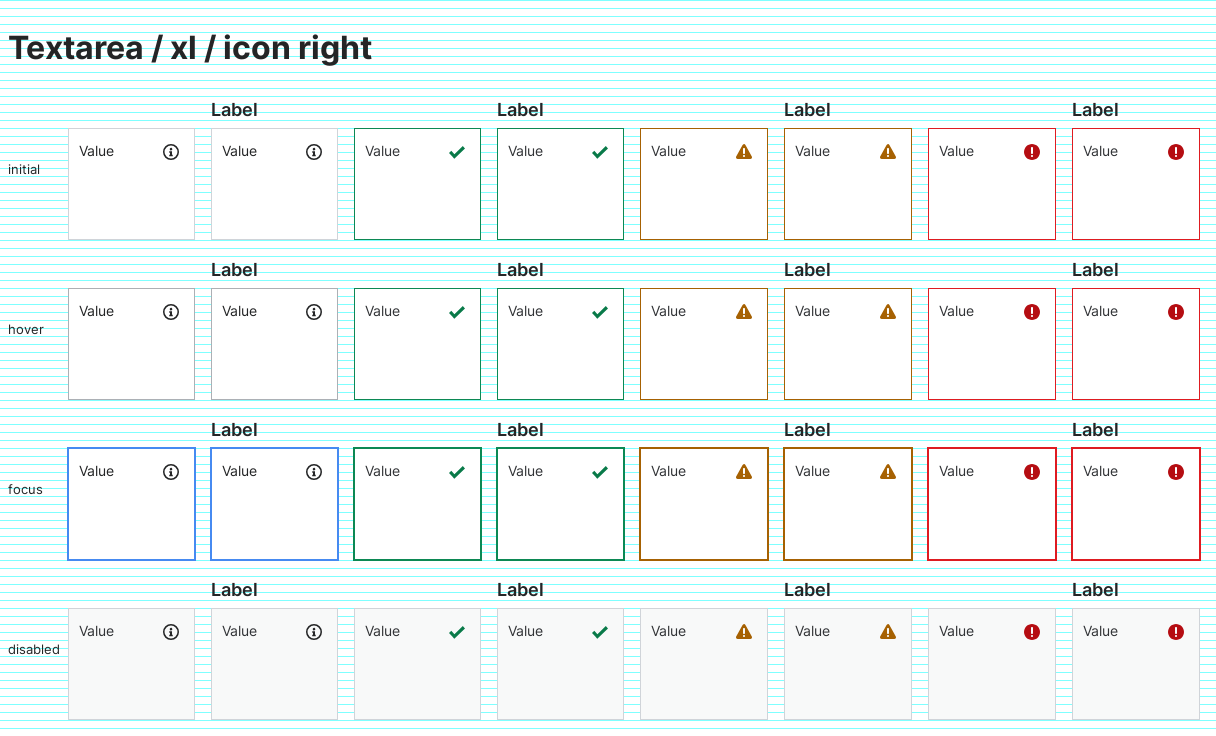 Textarea / xl / icon right
Label Label Label Label
initial Value Value Value Value Value Value Value Value
Label Label Label Label
hover Value Value Value Value Value Value Value Value
Label Label Label Label
focus Value Value Value Value Value Value Value Value
Label Label Label Label
disabled Value Value Value Value Value Value Value Value